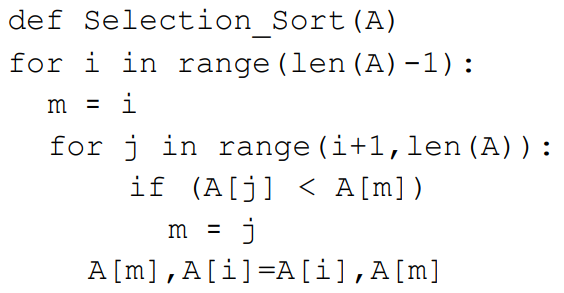 def Selection_Sort(A)
for i in range(len(A)-1):
  m = i
  for j in range(i+1,len(A)):
      if (A[j] < A[m])
        m = j
    A[m],A[i]=A[i],A[m]